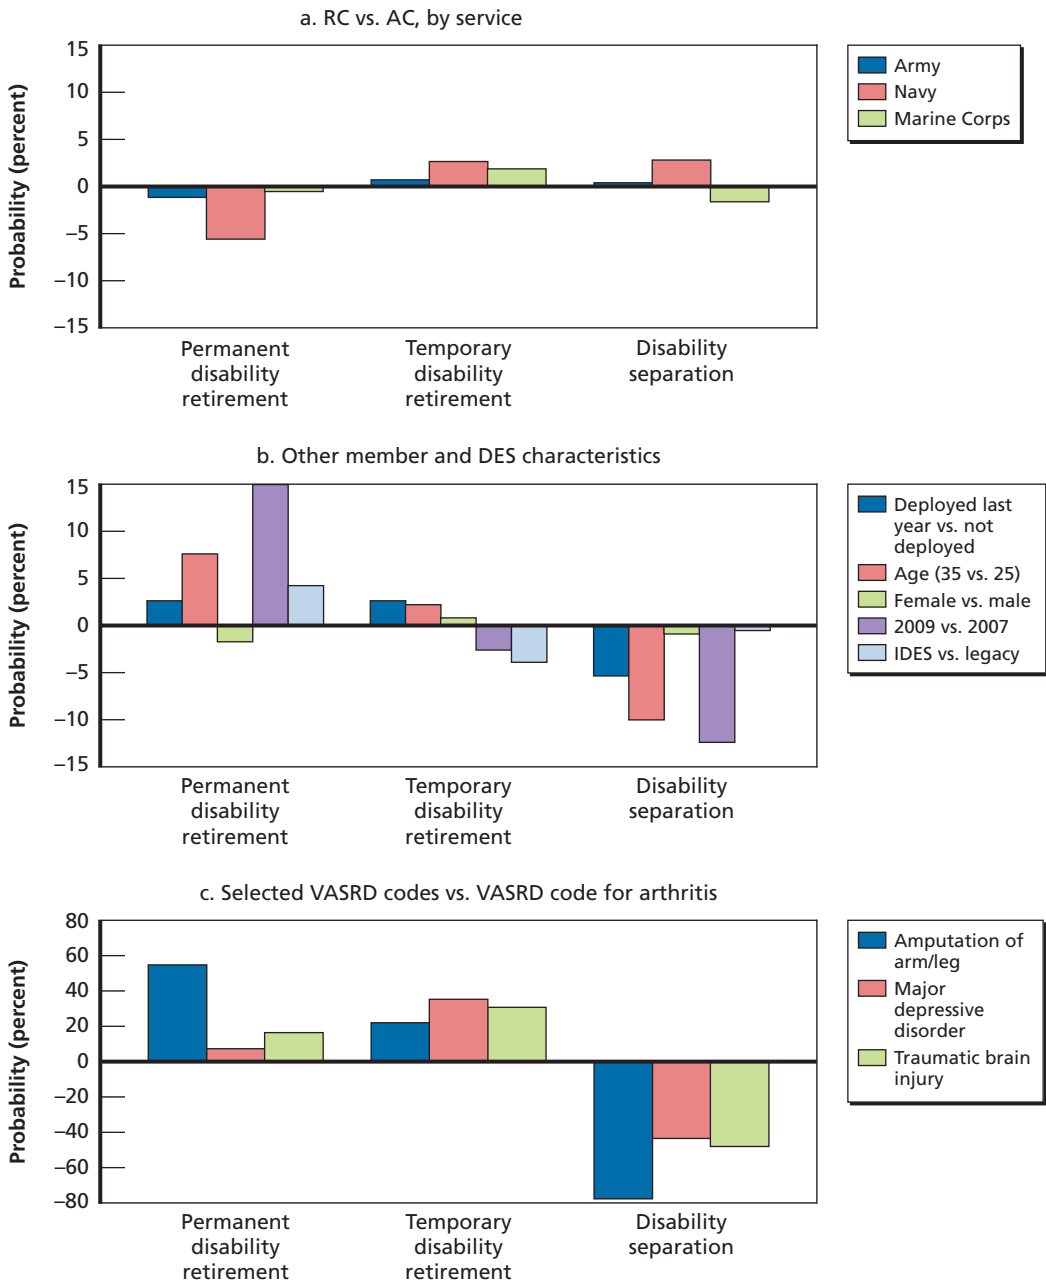 a. RC vs. AC, by service
Probability (percent)
15
10
5
0
–5
–10
–15
Permanent
disability
retirement
Temporary
disability
retirement
Disability
separation
Army
Navy
Marine Corps
b. Other member and DES characteristics
Probability (percent)
15
10
5
0
–5
–10
–15
Permanent
disability
retirement
Temporary
disability
retirement
Disability
separation
Deployed last
year vs. not
deployed
Age (35 vs. 25)
Female vs. male
2009 vs. 2007
IDES vs. legacy
c. Selected VASRD codes vs. VASRD code for arthritis
Probability (percent)
80
60
40
20
0
–20
–40
–60
–80
Permanent
disability
retirement
Temporary
disability
retirement
Disability
separation
Amputation of
arm/leg
Major
depressive
disorder
Traumatic brain
injury